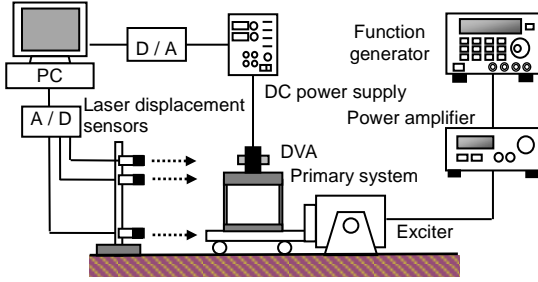 D / A
Function
generator
PC
DC power supply
A / D
Laser displacement
sensors
Power amplifier
DVA
Primary system
Exciter